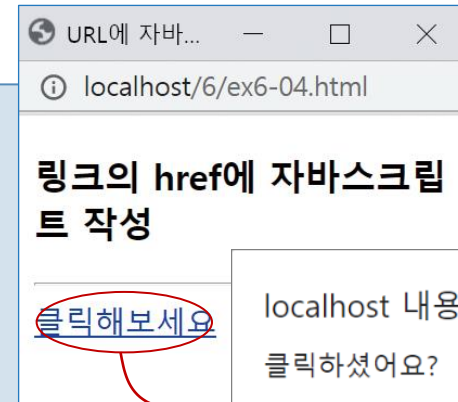 URL에 자바...
localhost/6/ex6-04.html
링크의 href에 자바스크립
트 작성
클릭해보세요
localhost 내용
클릭하셨어요?